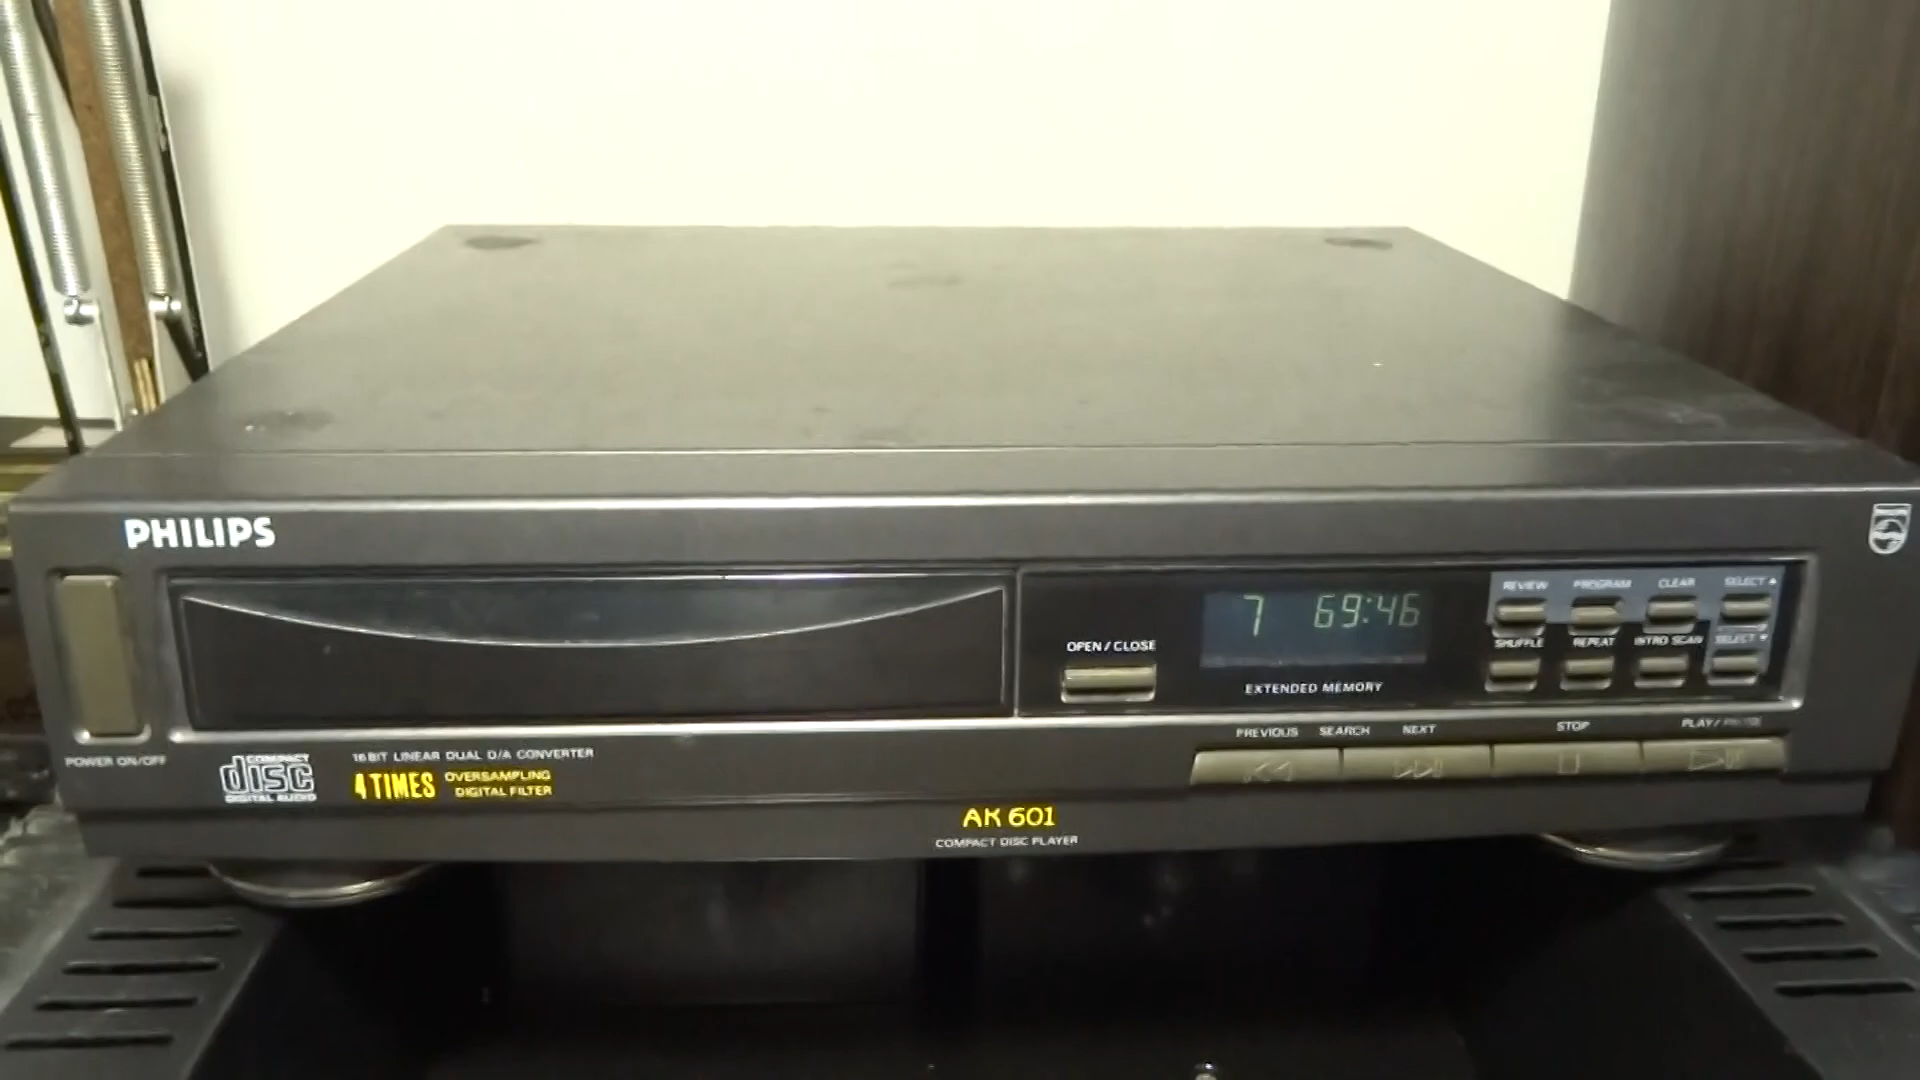 PHILIPS
OPEN / CLOSE
7 69:46
EXTENDED MEMORY
REVIEW PROGRAM CLEAR SELECT ▲
SHUFFLE REPEAT INTRO SCAN SELECT ▼
POWER ON/OFF
PREVIOUS SEARCH NEXT STOP PLAY / PAUSE
COMPACT
disc
DIGITAL AUDIO
16 BIT LINEAR DUAL D/A CONVERTER
4 TIMES OVERSAMPLING
DIGITAL FILTER
AK 601
COMPACT DISC PLAYER